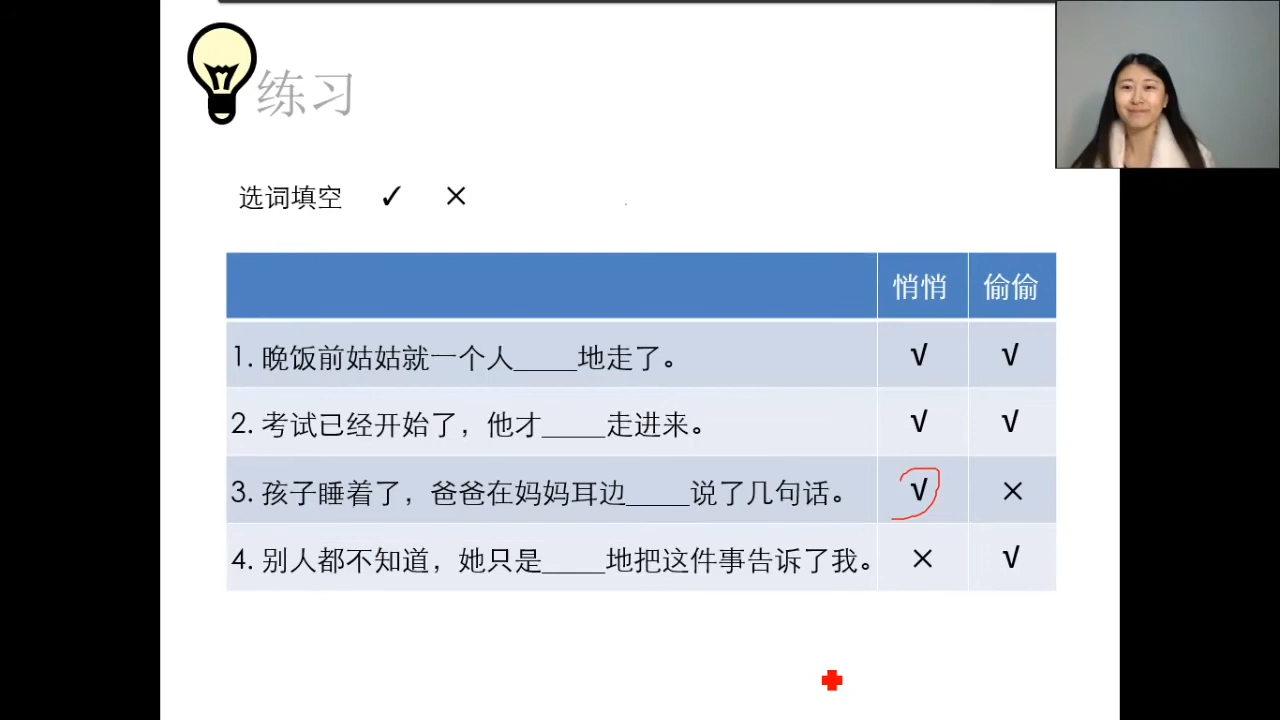 练习
选词填空 ✓ ×
悄悄 偷偷
1. 晚饭前姑姑就一个人_____地走了。 √ √
2. 考试已经开始了，他才_____走进来。 √ √
3. 孩子睡着了，爸爸在妈妈耳边_____说了几句话。 √ ×
4. 别人都不知道，她只是_____地把这件事告诉了我。 × √